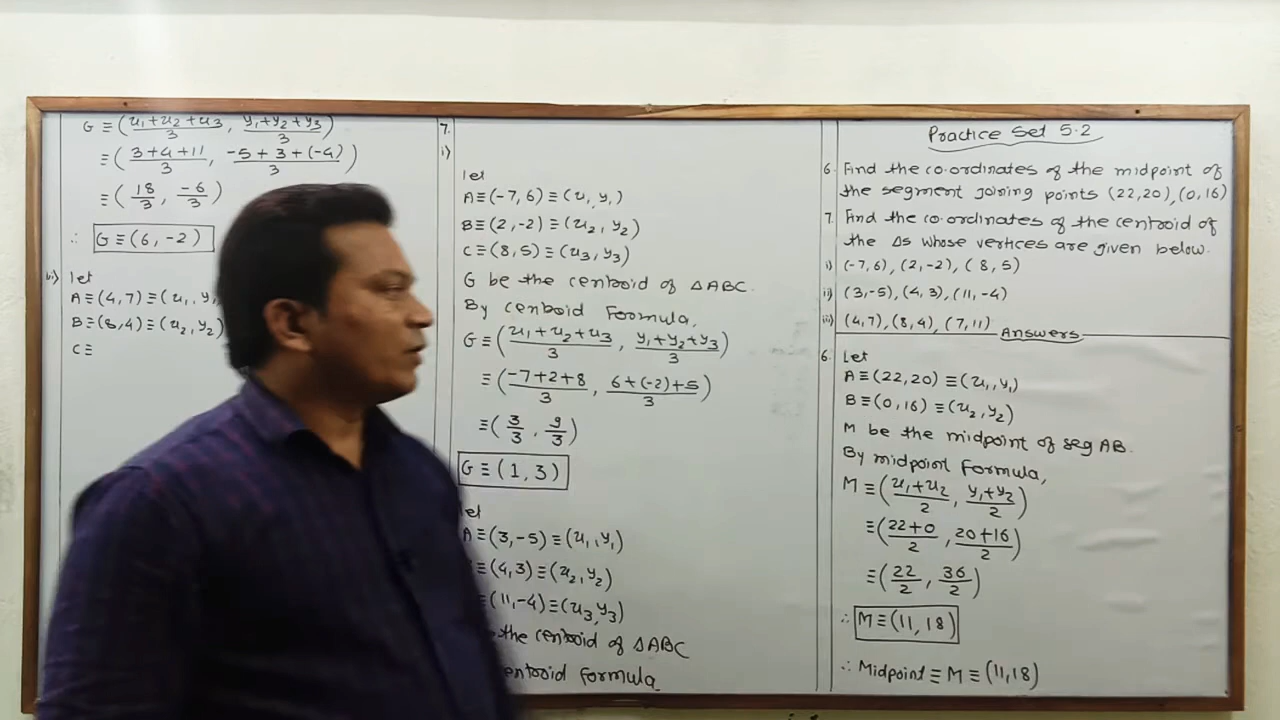 G ≡ (x₁+x₂+x₃/3, y₁+y₂+y₃/3)
≡ (3+4+11/3, -5+3+(-4)/3)
≡ (18/3, -6/3)
∴ G ≡ (6, -2)
iii) let
A ≡ (4,7) ≡ (x₁, y₁
B ≡ (8,4) ≡ (x₂, y₂)
C ≡
7.
i)
let
A ≡ (-7, 6) ≡ (x₁, y₁)
B ≡ (2, -2) ≡ (x₂, y₂)
C ≡ (8, 5) ≡ (x₃, y₃)
G be the centroid of △ABC.
By centroid Formula,
G ≡ (x₁+x₂+x₃/3, y₁+y₂+y₃/3)
≡ (-7+2+8/3, 6+(-2)+5/3)
≡ (3/3, 9/3)
G ≡ (1, 3)
let
A ≡ (3,-5) ≡ (x₁, y₁)
≡ (4,3) ≡ (x₂, y₂)
≡ (11,-4) ≡ (x₃, y₃)
the centroid of △ABC
centroid Formula
Practice Set 5.2
6. Find the co.ordinates of the midpoint of
the segment joining points (22,20), (0,16)
7. Find the co.ordinates of the centroid of
the △s whose vertices are given below.
i) (-7,6), (2,-2), (8,5)
ii) (3,-5), (4,3), (11,-4)
iii) (4,7), (8,4), (7,11)
Answers
6. Let
A ≡ (22,20) ≡ (x₁, y₁)
B ≡ (0,16) ≡ (x₂, y₂)
M be the midpoint of seg AB.
By midpoint Formula,
M ≡ (x₁+x₂/2, y₁+y₂/2)
≡ (22+0/2, 20+16/2)
≡ (22/2, 36/2)
∴ M ≡ (11,18)
∴ Midpoint ≡ M ≡ (11,18)